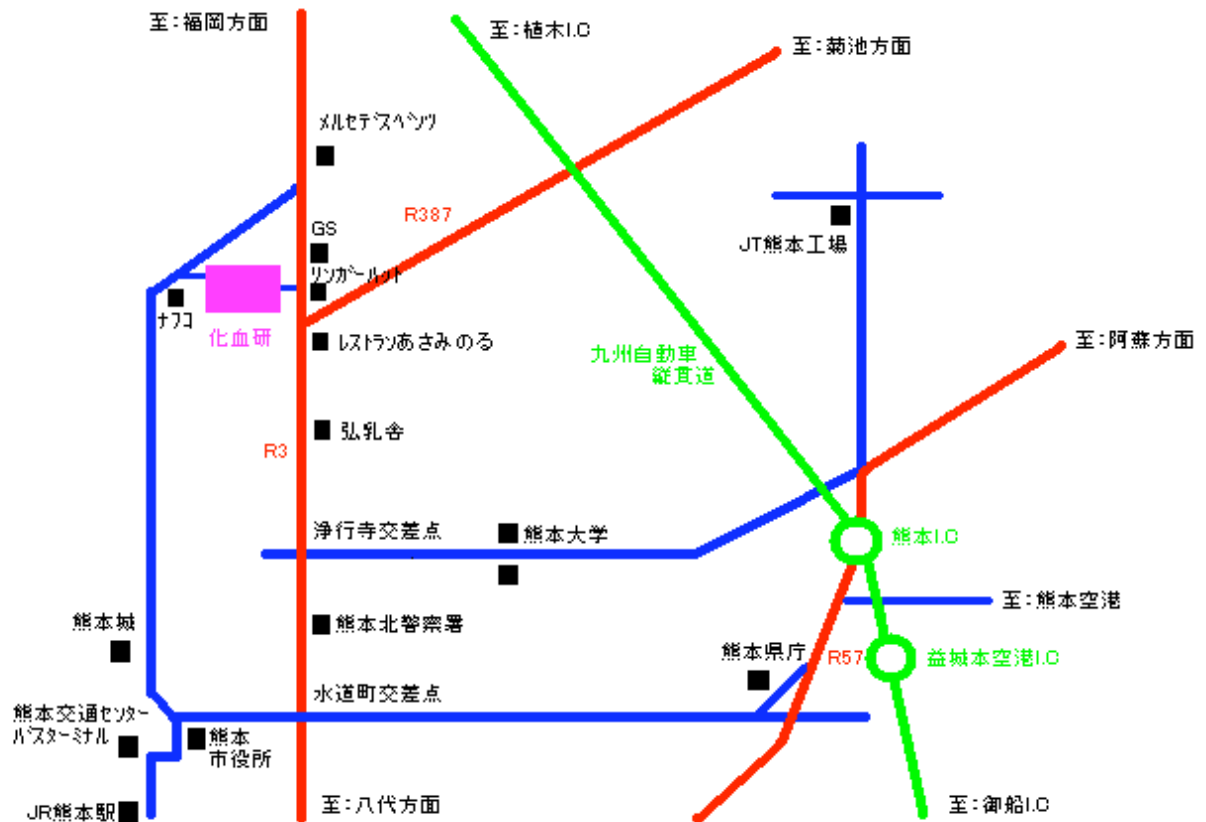 至：福岡方面
至：植木I.C
至：菊池方面
メルセデスベンツ
R387
GS
JT熊本工場
リンガーハット
ナフコ
化血研
レストランあさみのる
九州自動車
縦貫道
至：阿蘇方面
弘乳舎
R3
浄行寺交差点
熊本大学
熊本I.C
至：熊本空港
熊本城
熊本北警察署
熊本県庁
R57
益城本空港I.C
水道町交差点
熊本交通センター
バスターミナル
熊本
市役所
JR熊本駅
至：八代方面
至：御船I.C